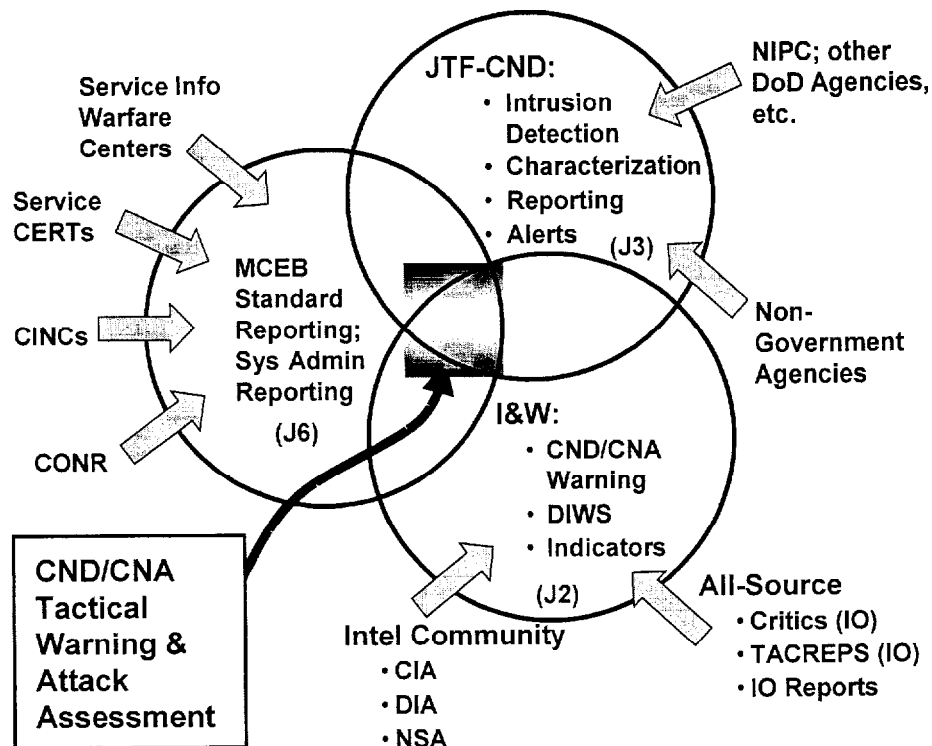 JTF-CND:
• Intrusion
Detection
• Characterization
• Reporting
• Alerts
(J3)
NIPC; other
DoD Agencies,
etc.
Non-
Government
Agencies
Service Info
Warfare
Centers
Service
CERTs
CINCs
CONR
MCEB
Standard
Reporting;
Sys Admin
Reporting
(J6)
I&W:
• CND/CNA
Warning
• DIWS
• Indicators
(J2)
CND/CNA
Tactical
Warning &
Attack
Assessment
Intel Community
• CIA
• DIA
• NSA
All-Source
• Critics (IO)
• TACREPS (IO)
• IO Reports